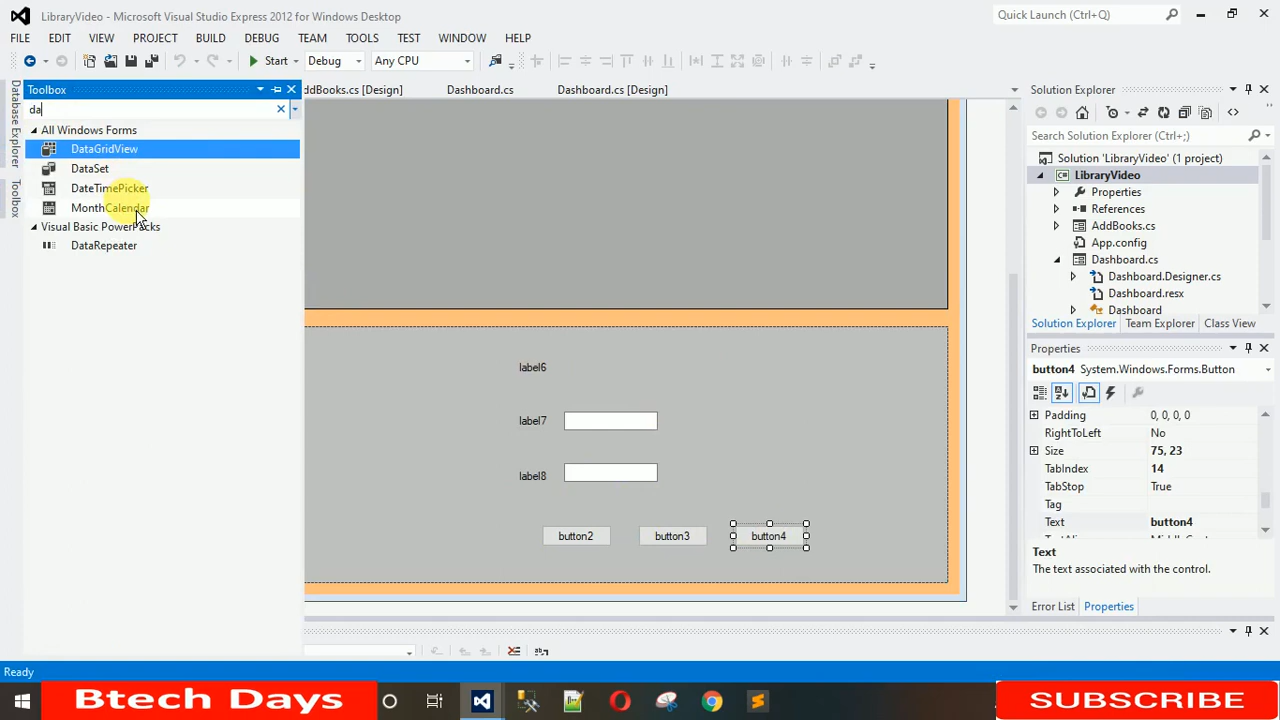 LibraryVideo - Microsoft Visual Studio Express 2012 for Windows Desktop
Quick Launch (Ctrl+Q)
FILE EDIT VIEW PROJECT BUILD DEBUG TEAM TOOLS TEST WINDOW HELP
Start Debug Any CPU
Toolbox
ddBooks.cs [Design] Dashboard.cs Dashboard.cs [Design]
Solution Explorer
da
Database Explorer
Toolbox
All Windows Forms
DataGridView
DataSet
DateTimePicker
MonthCalendar
Visual Basic PowerPacks
DataRepeater
label6
label7
label8
button2 button3 button4
Search Solution Explorer (Ctrl+;)
Solution 'LibraryVideo' (1 project)
LibraryVideo
Properties
References
AddBooks.cs
App.config
Dashboard.cs
Dashboard.Designer.cs
Dashboard.resx
Dashboard
Solution Explorer Team Explorer Class View
Properties
button4 System.Windows.Forms.Button
Padding 0, 0, 0, 0
RightToLeft No
Size 75, 23
TabIndex 14
TabStop True
Tag
Text button4
Text
The text associated with the control.
Error List Properties
Ready
Btech Days
SUBSCRIBE